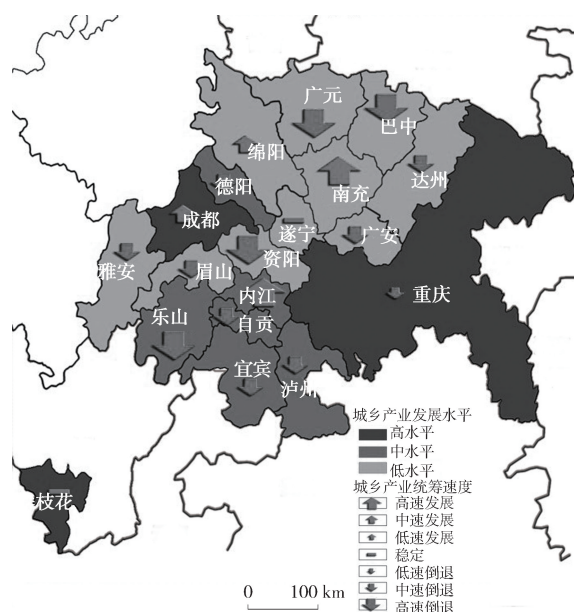 广元
巴中
绵阳
达州
德阳
南充
成都
遂宁
广安
资阳
雅安
眉山
内江
重庆
乐山
自贡
宜宾
泸州
枝花
城乡产业发展水平
高水平
中水平
低水平
城乡产业统筹速度
高速发展
中速发展
低速发展
稳定
低速倒退
中速倒退
高速倒退
0 100 km